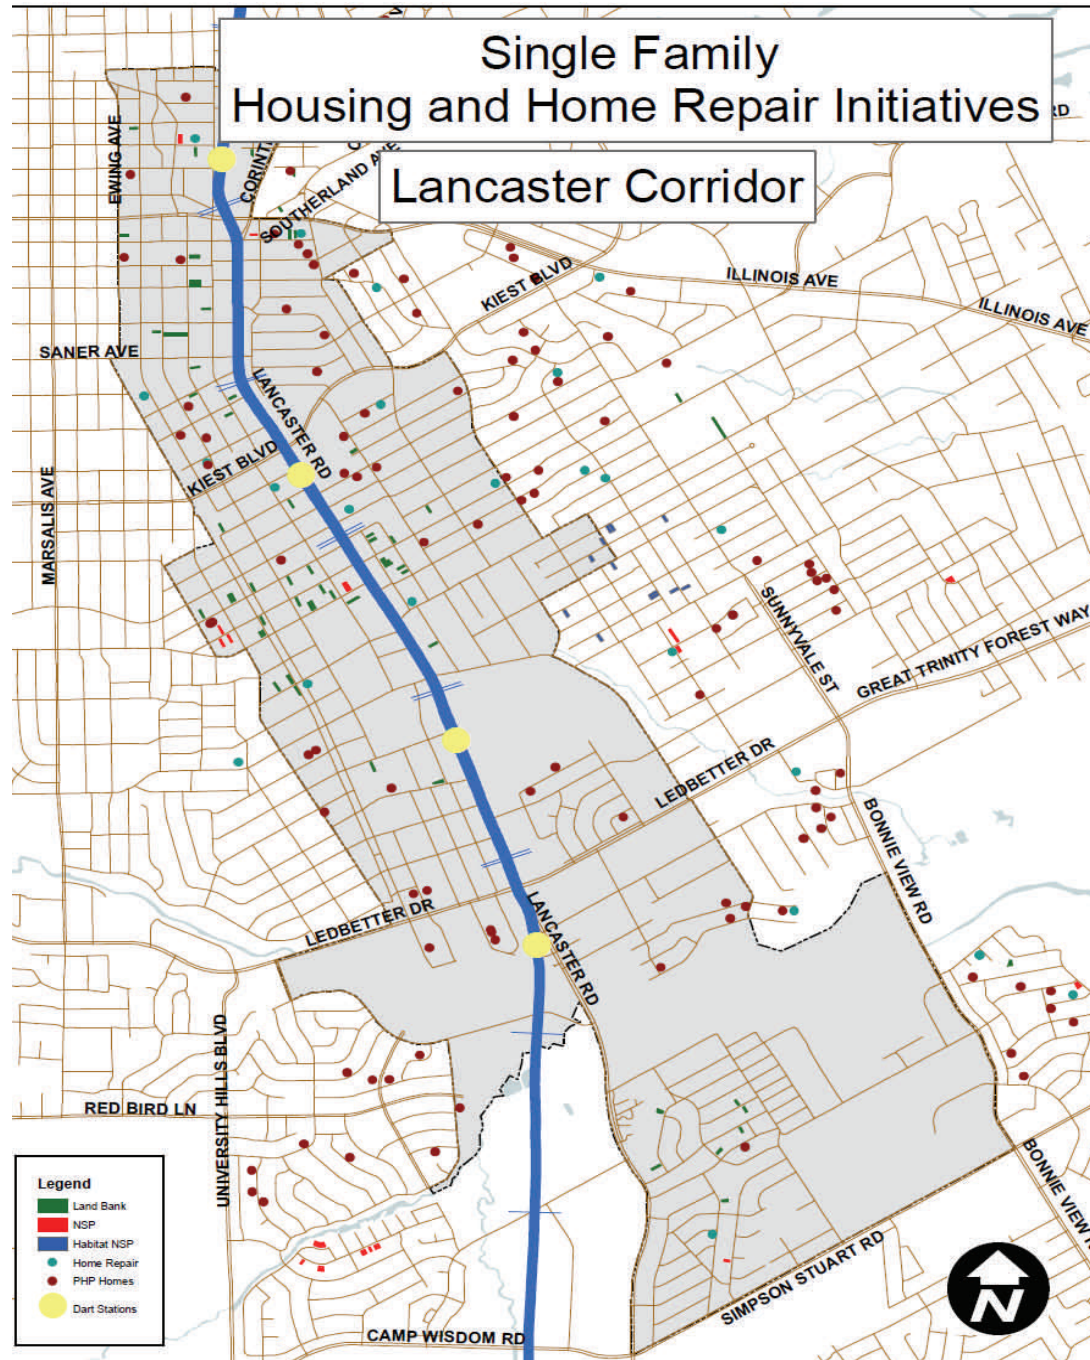 Single Family
Housing and Home Repair Initiatives
RD
Lancaster Corridor
EWING AVE
CORINT
SOUTHERLAND AVE
KIEST BLVD
ILLINOIS AVE
ILLINOIS AVE
SANER AVE
LANCASTER RD
KIEST BLVD
MARSALIS AVE
SUNNYVALE ST
GREAT TRINITY FOREST WAY
LEDBETTER DR
BONNIE VIEW RD
LEDBETTER DR
LANCASTER RD
UNIVERSITY HILLS BLVD
RED BIRD LN
BONNIE VIEW
SIMPSON STUART RD
CAMP WISDOM RD
Legend
Land Bank
NSP
Habitat NSP
Home Repair
PHP Homes
Dart Stations
N